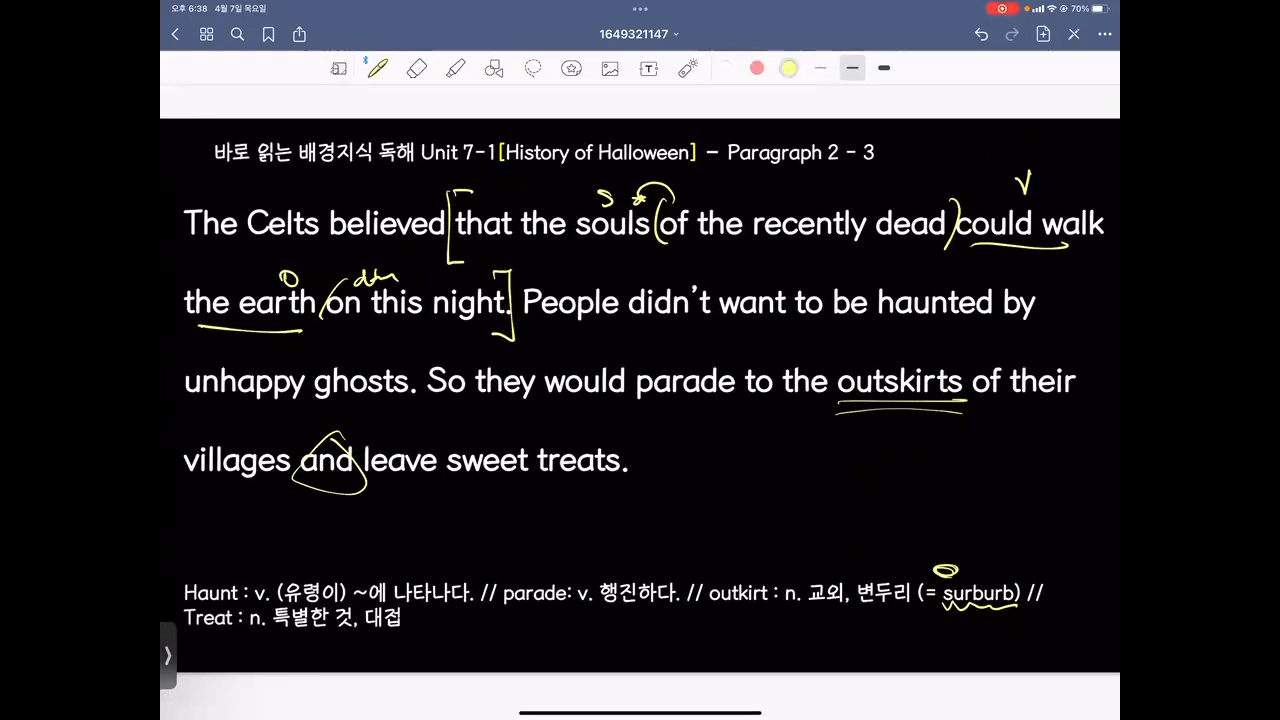 오후 6:38 4월 7일 목요일
70%
1649321147
바로 읽는 배경지식 독해 Unit 7-1[History of Halloween] – Paragraph 2 - 3
S
V
The Celts believed that the souls of the recently dead could walk
O
the earth on this night. People didn't want to be haunted by
unhappy ghosts. So they would parade to the outskirts of their
villages and leave sweet treats.
Haunt : v. (유령이) ~에 나타나다. // parade: v. 행진하다. // outkirt : n. 교외, 변두리 (= surburb) //
Treat : n. 특별한 것, 대접